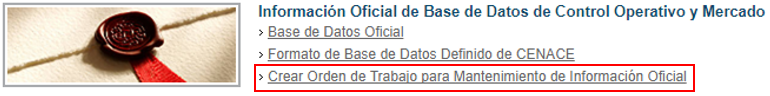 Información Oficial de Base de Datos de Control Operativo y Mercado
› Base de Datos Oficial
› Formato de Base de Datos Definido de CENACE
› Crear Orden de Trabajo para Mantenimiento de Información Oficial